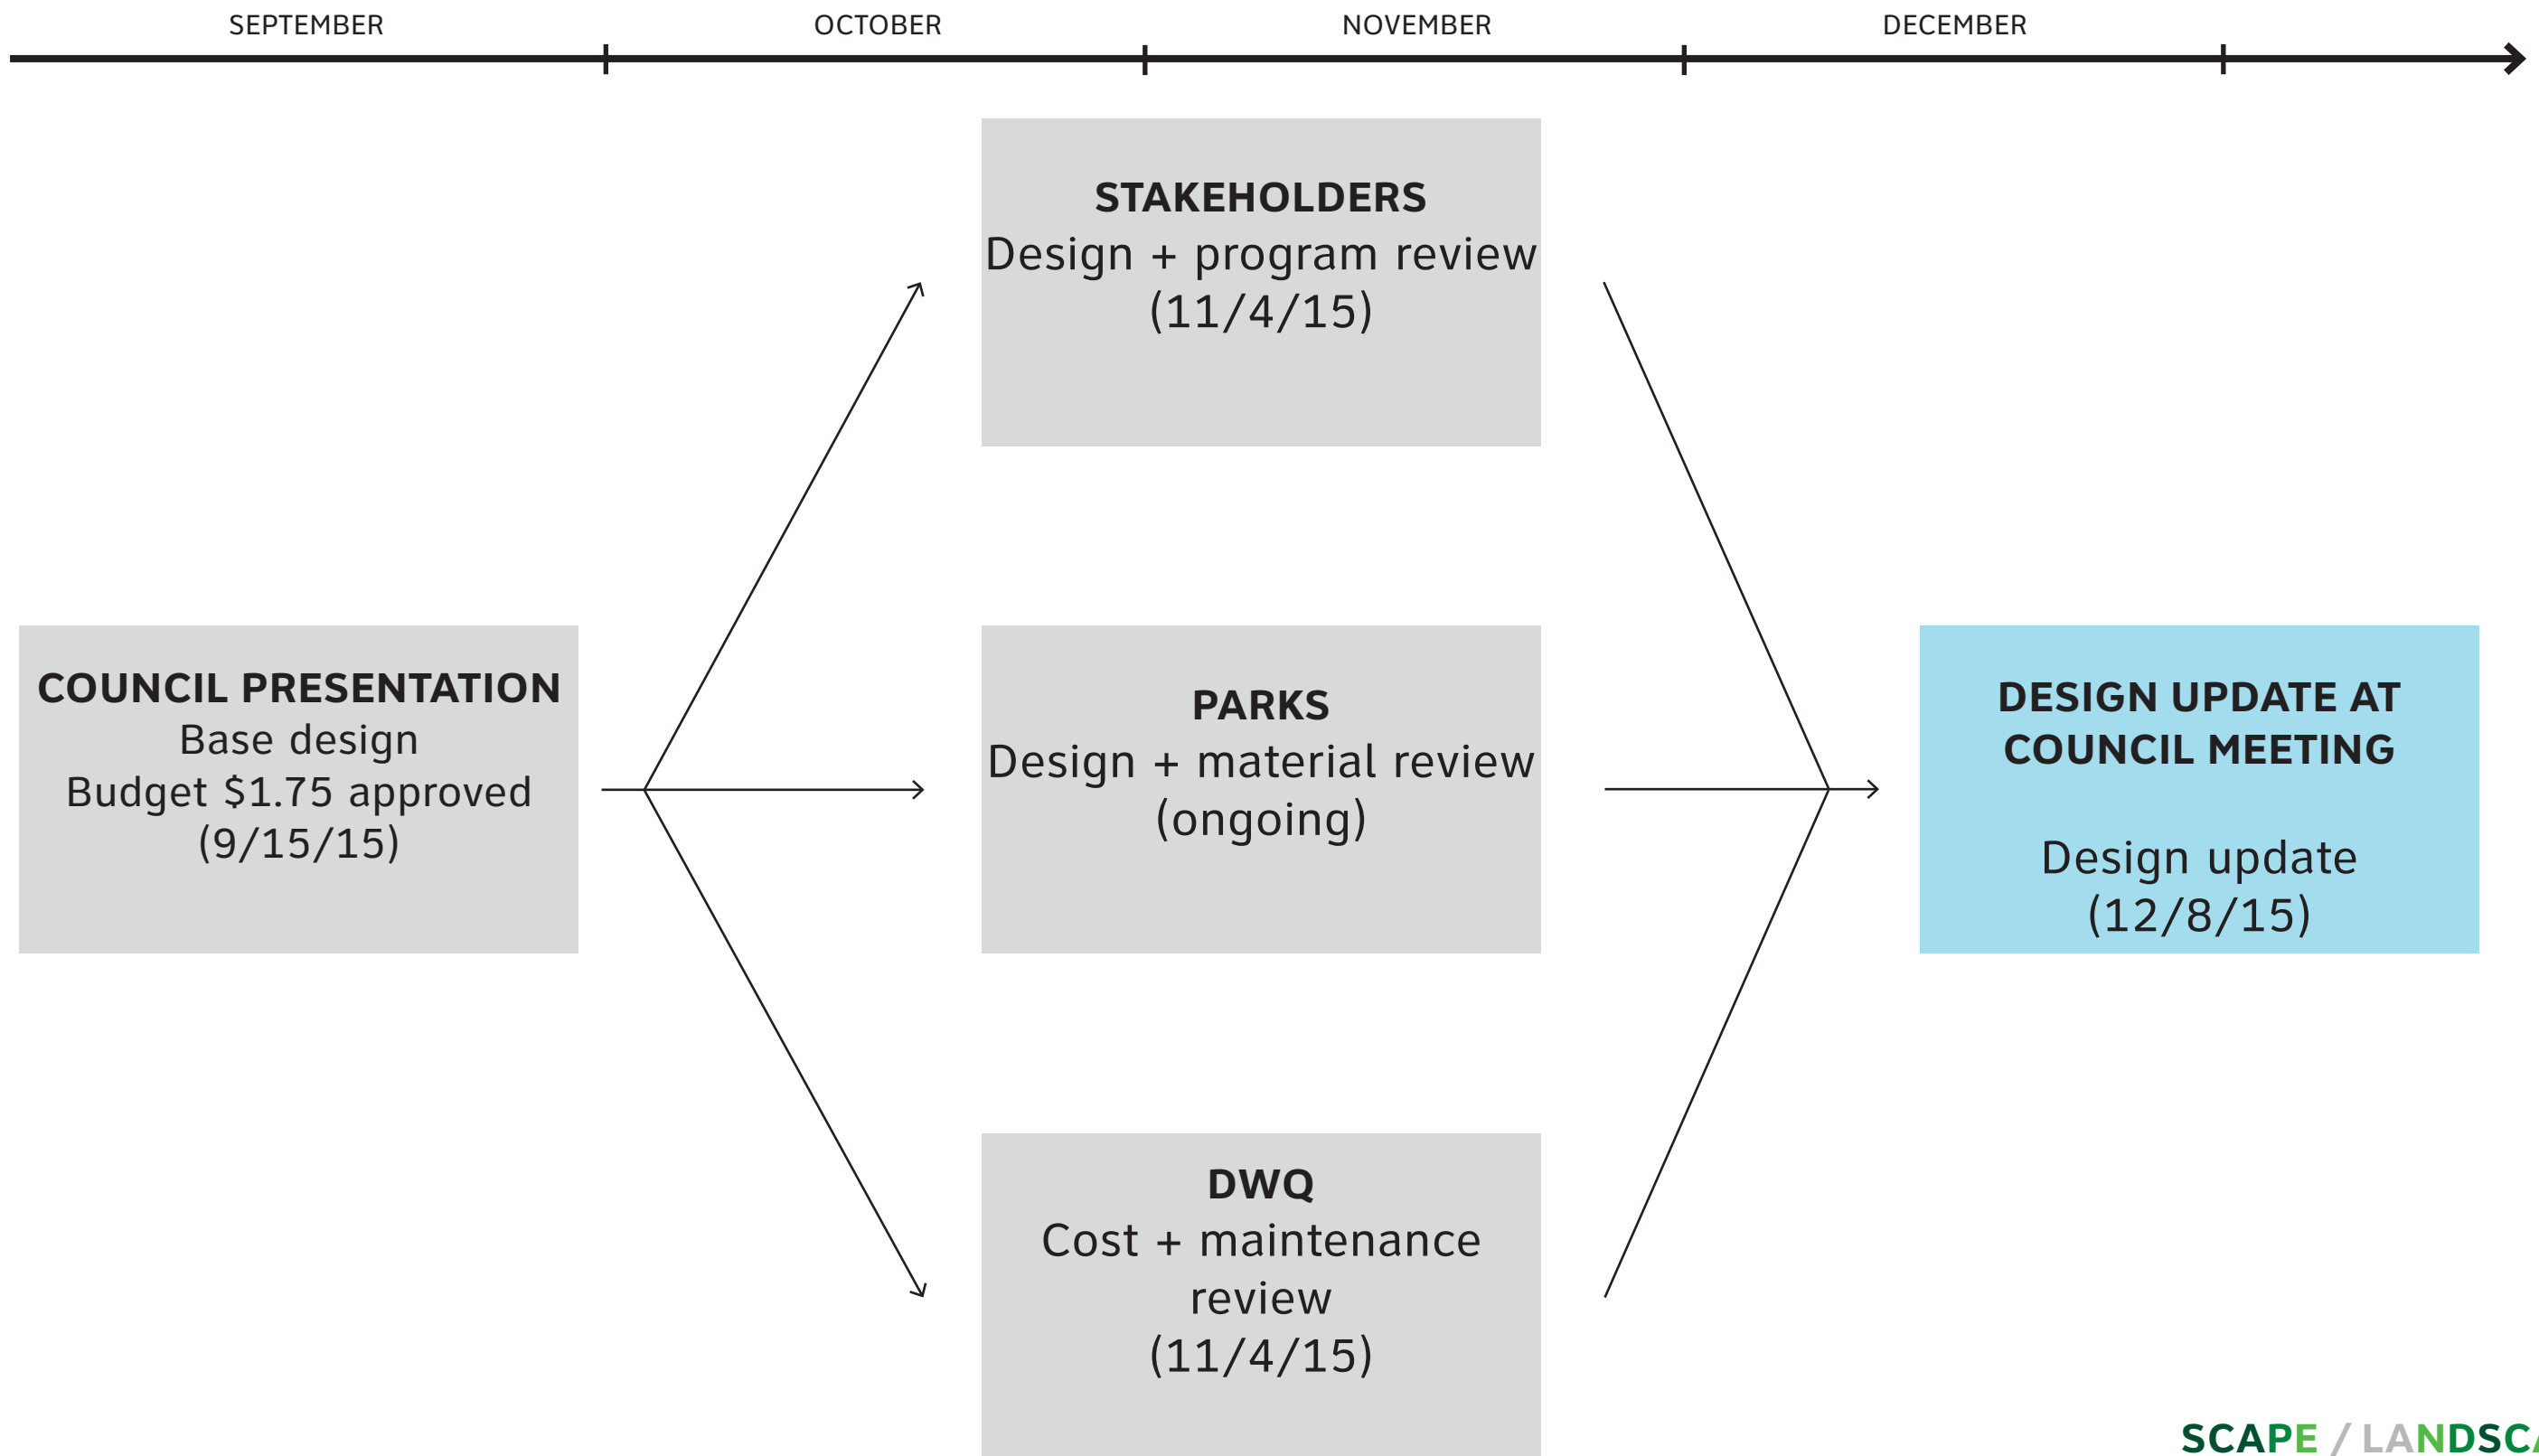 SEPTEMBER
OCTOBER
NOVEMBER
DECEMBER
STAKEHOLDERS
Design + program review
(11/4/15)
COUNCIL PRESENTATION
Base design
Budget $1.75 approved
(9/15/15)
PARKS
Design + material review
(ongoing)
DESIGN UPDATE AT
COUNCIL MEETING
Design update
(12/8/15)
DWQ
Cost + maintenance
review
(11/4/15)
SCAPE / LANDSC